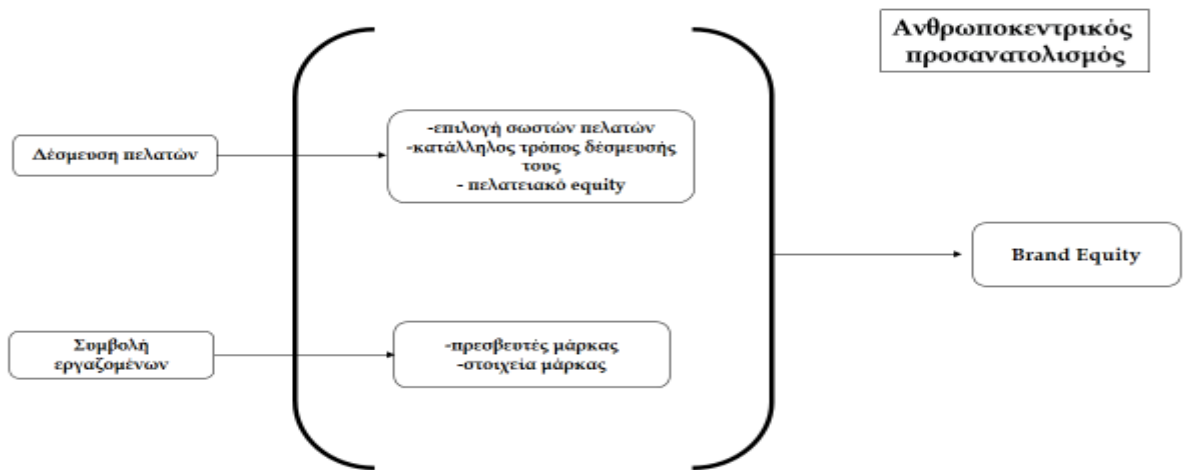 Ανθρωποκεντρικός
προσανατολισμός
Δέσμευση πελατών
-επιλογή σωστών πελατών
-κατάλληλος τρόπος δέσμευσής
τους
- πελατειακό equity
Brand Equity
Συμβολή
εργαζομένων
-πρεσβευτές μάρκας
-στοιχεία μάρκας